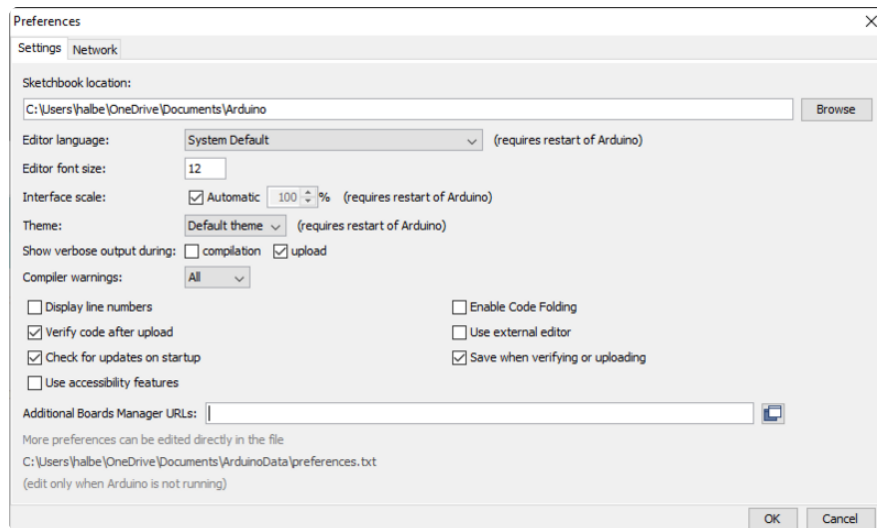 Preferences
Settings Network
Sketchbook location:
C:\Users\halbe\OneDrive\Documents\Arduino Browse
Editor language: System Default (requires restart of Arduino)
Editor font size: 12
Interface scale: Automatic 100 % (requires restart of Arduino)
Theme: Default theme (requires restart of Arduino)
Show verbose output during: compilation upload
Compiler warnings: All
Display line numbers Enable Code Folding
Verify code after upload Use external editor
Check for updates on startup Save when verifying or uploading
Use accessibility features
Additional Boards Manager URLs:
More preferences can be edited directly in the file
C:\Users\halbe\OneDrive\Documents\ArduinoData\preferences.txt
(edit only when Arduino is not running)
OK Cancel